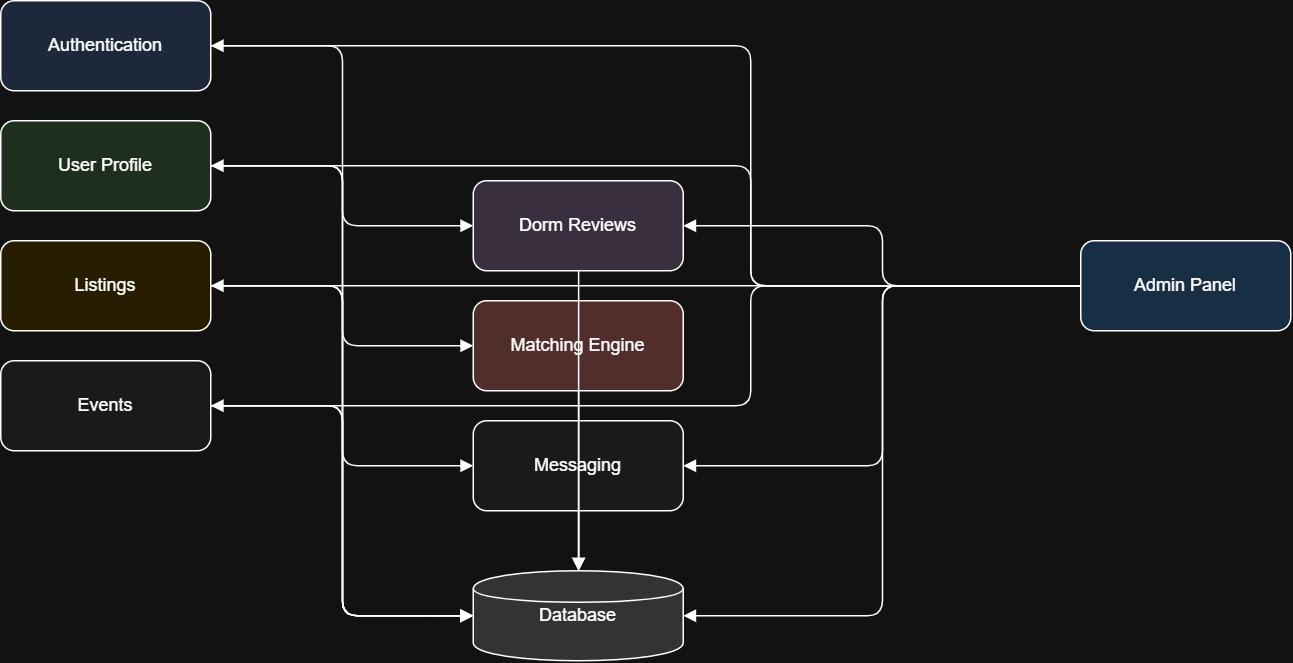 Authentication
User Profile
Dorm Reviews
Listings
Admin Panel
Matching Engine
Events
Messaging
Database